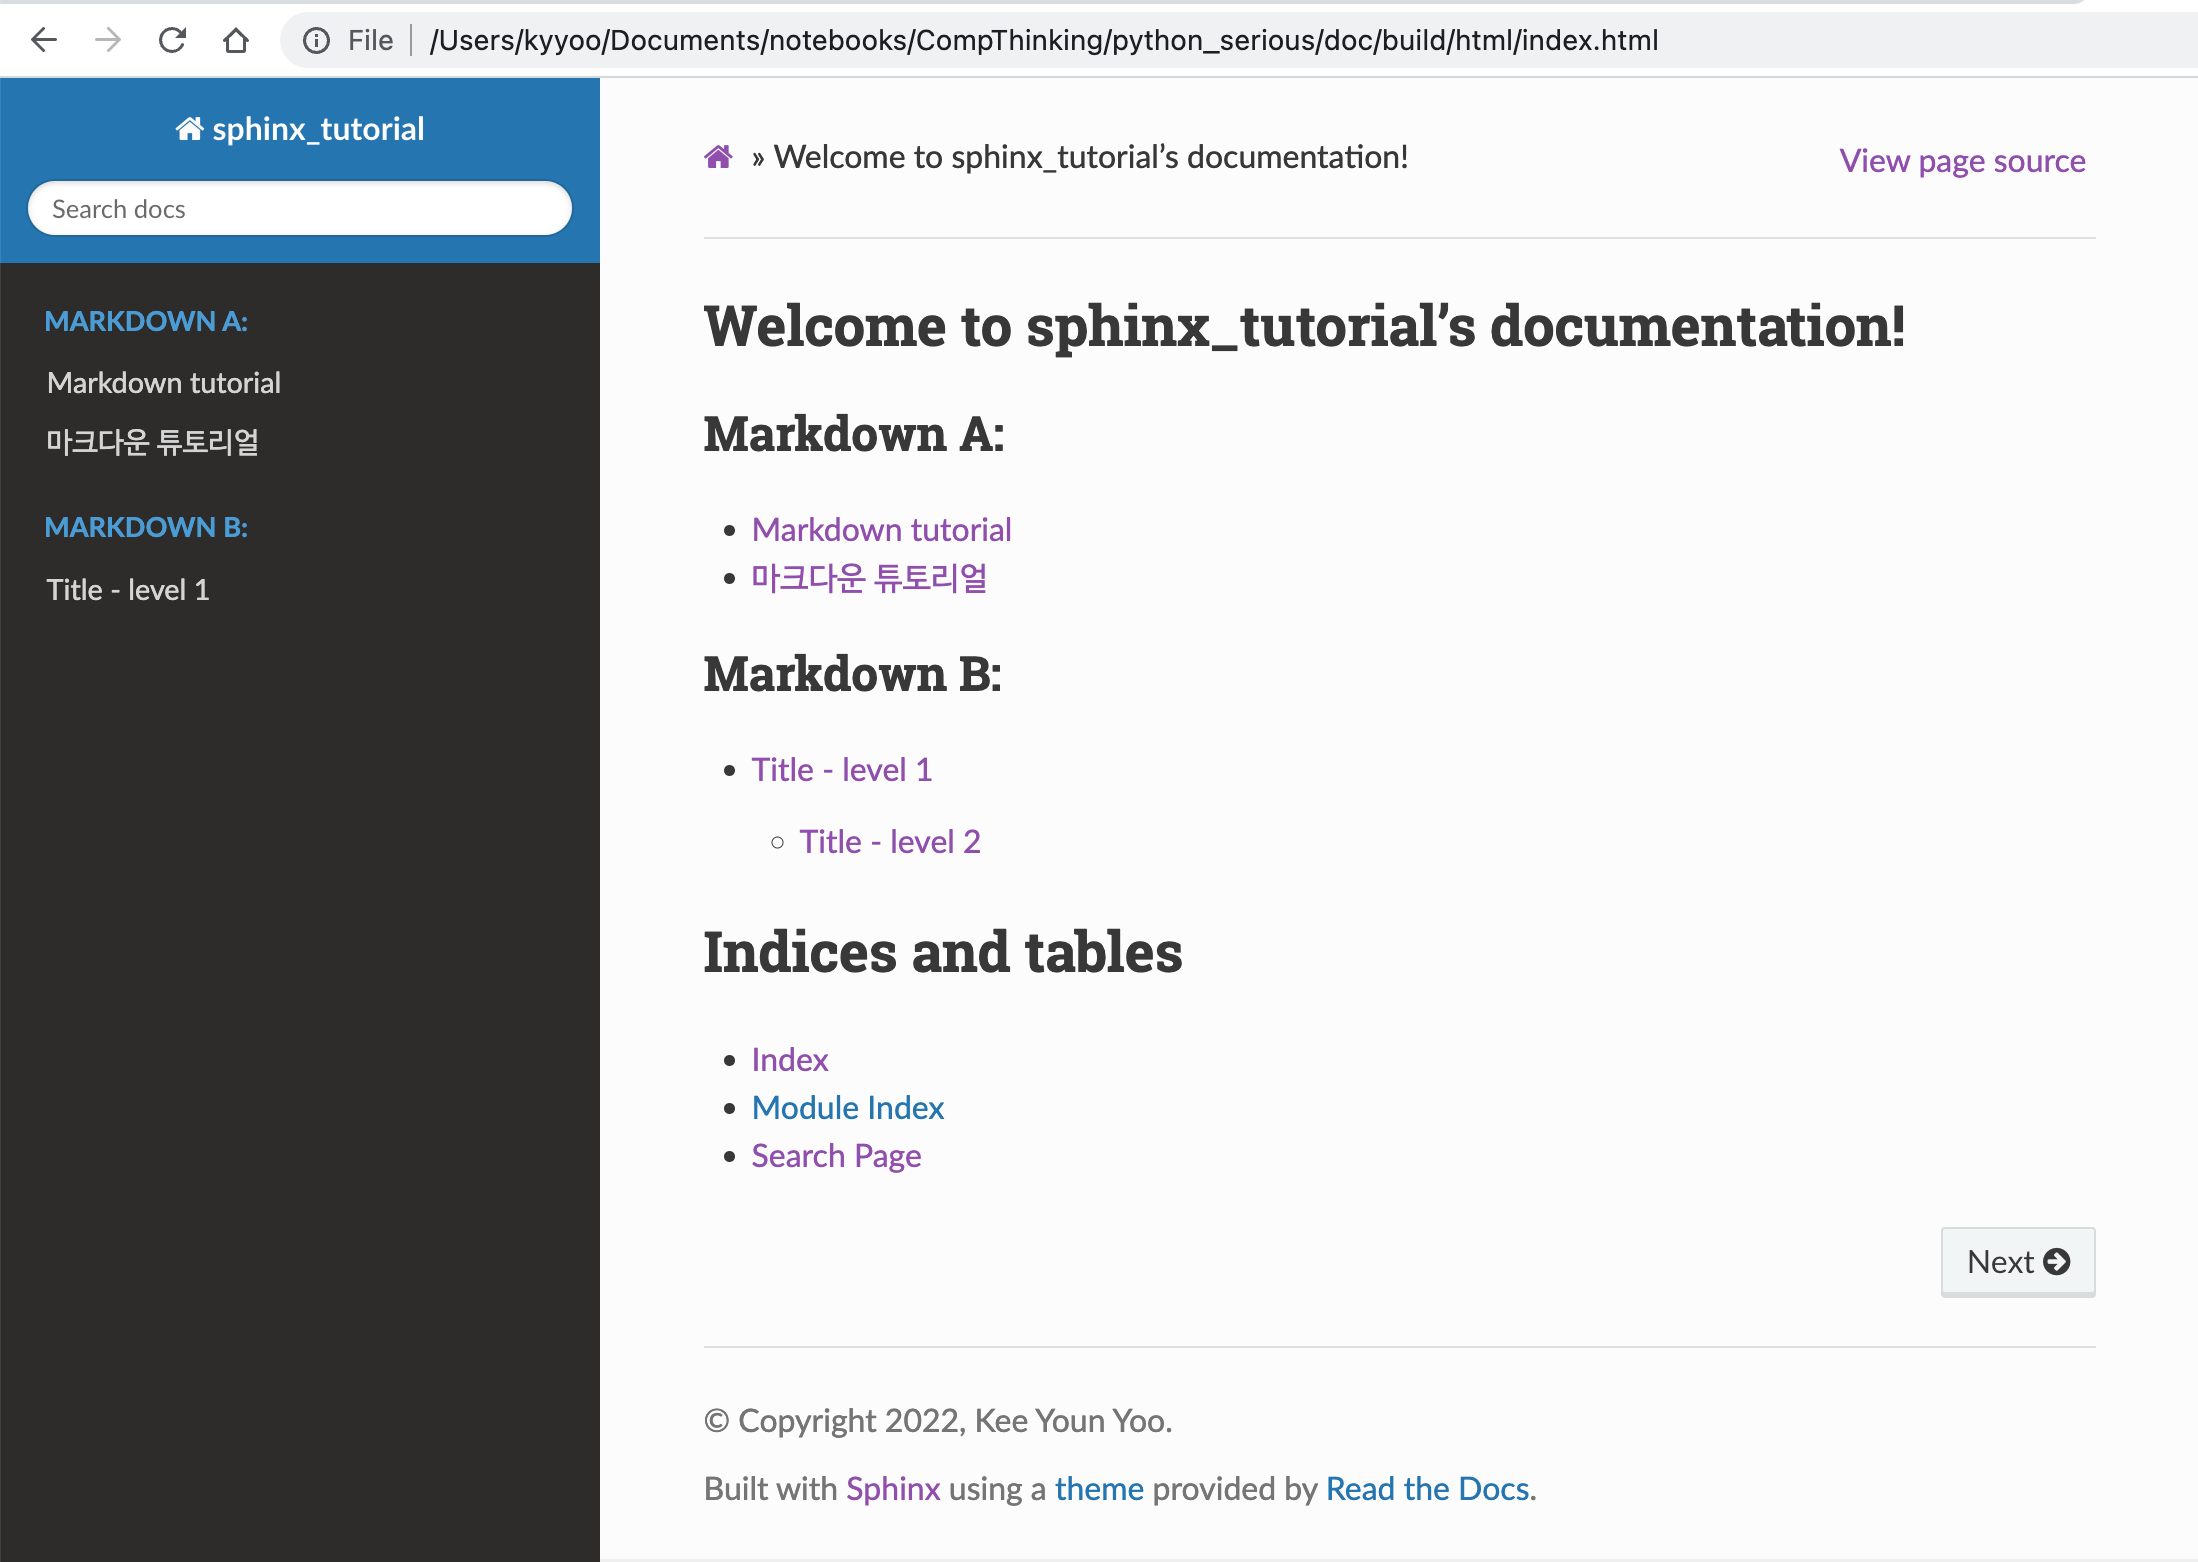 File | /Users/kyyoo/Documents/notebooks/CompThinking/python_serious/doc/build/html/index.html
sphinx_tutorial
Search docs
MARKDOWN A:
Markdown tutorial
마크다운 튜토리얼
MARKDOWN B:
Title - level 1
» Welcome to sphinx_tutorial’s documentation!
View page source
Welcome to sphinx_tutorial’s documentation!
Markdown A:
• Markdown tutorial
• 마크다운 튜토리얼
Markdown B:
• Title - level 1
○ Title - level 2
Indices and tables
• Index
• Module Index
• Search Page
Next
© Copyright 2022, Kee Youn Yoo.
Built with Sphinx using a theme provided by Read the Docs.